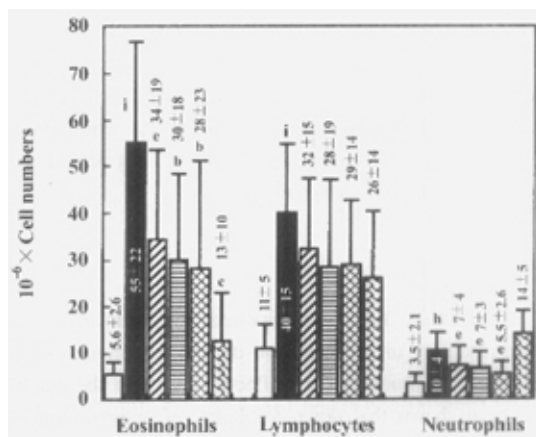 80
70
60
50
40
30
20
10
0
10⁻⁶ × Cell numbers
5.6±2.6
55±22
e 34±19
b 30±18
b 28±23
e 13±10
11±5
i
40±15
32±15
28±19
29±14
26±14
3.5±2.1
h
10±4
e 7±4
e 7±3
e 5.5±2.6
14±5
Eosinophils
Lymphocytes
Neutrophils